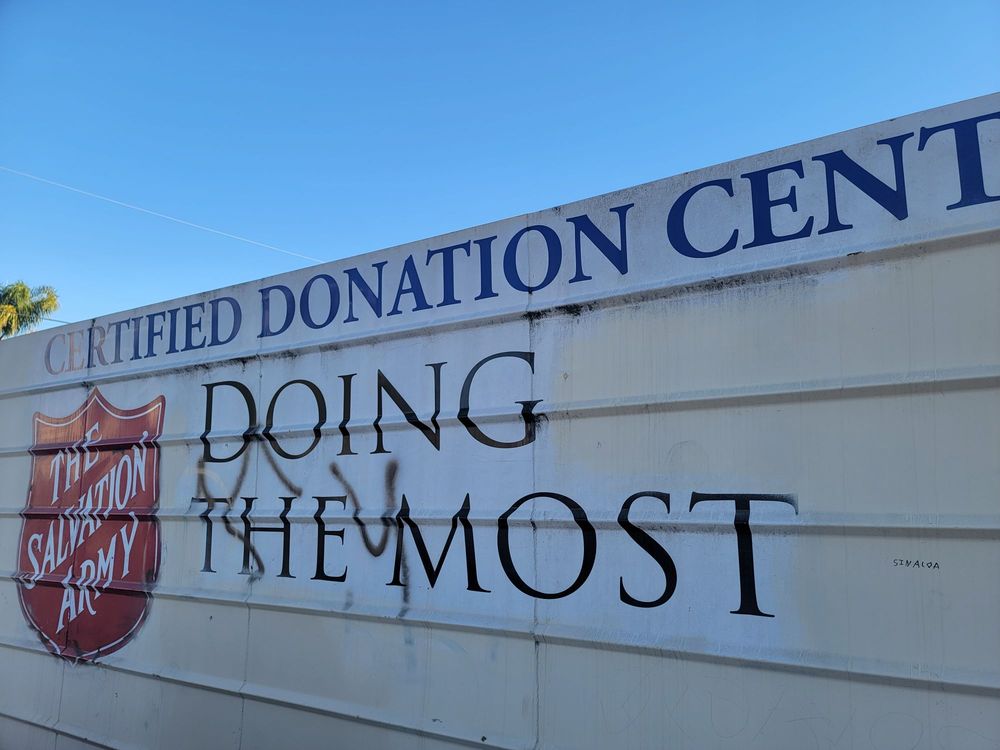 CERTIFIED DONATION CENT
DOING
THE MOST
THE
SALVATION
ARMY
SINALOA